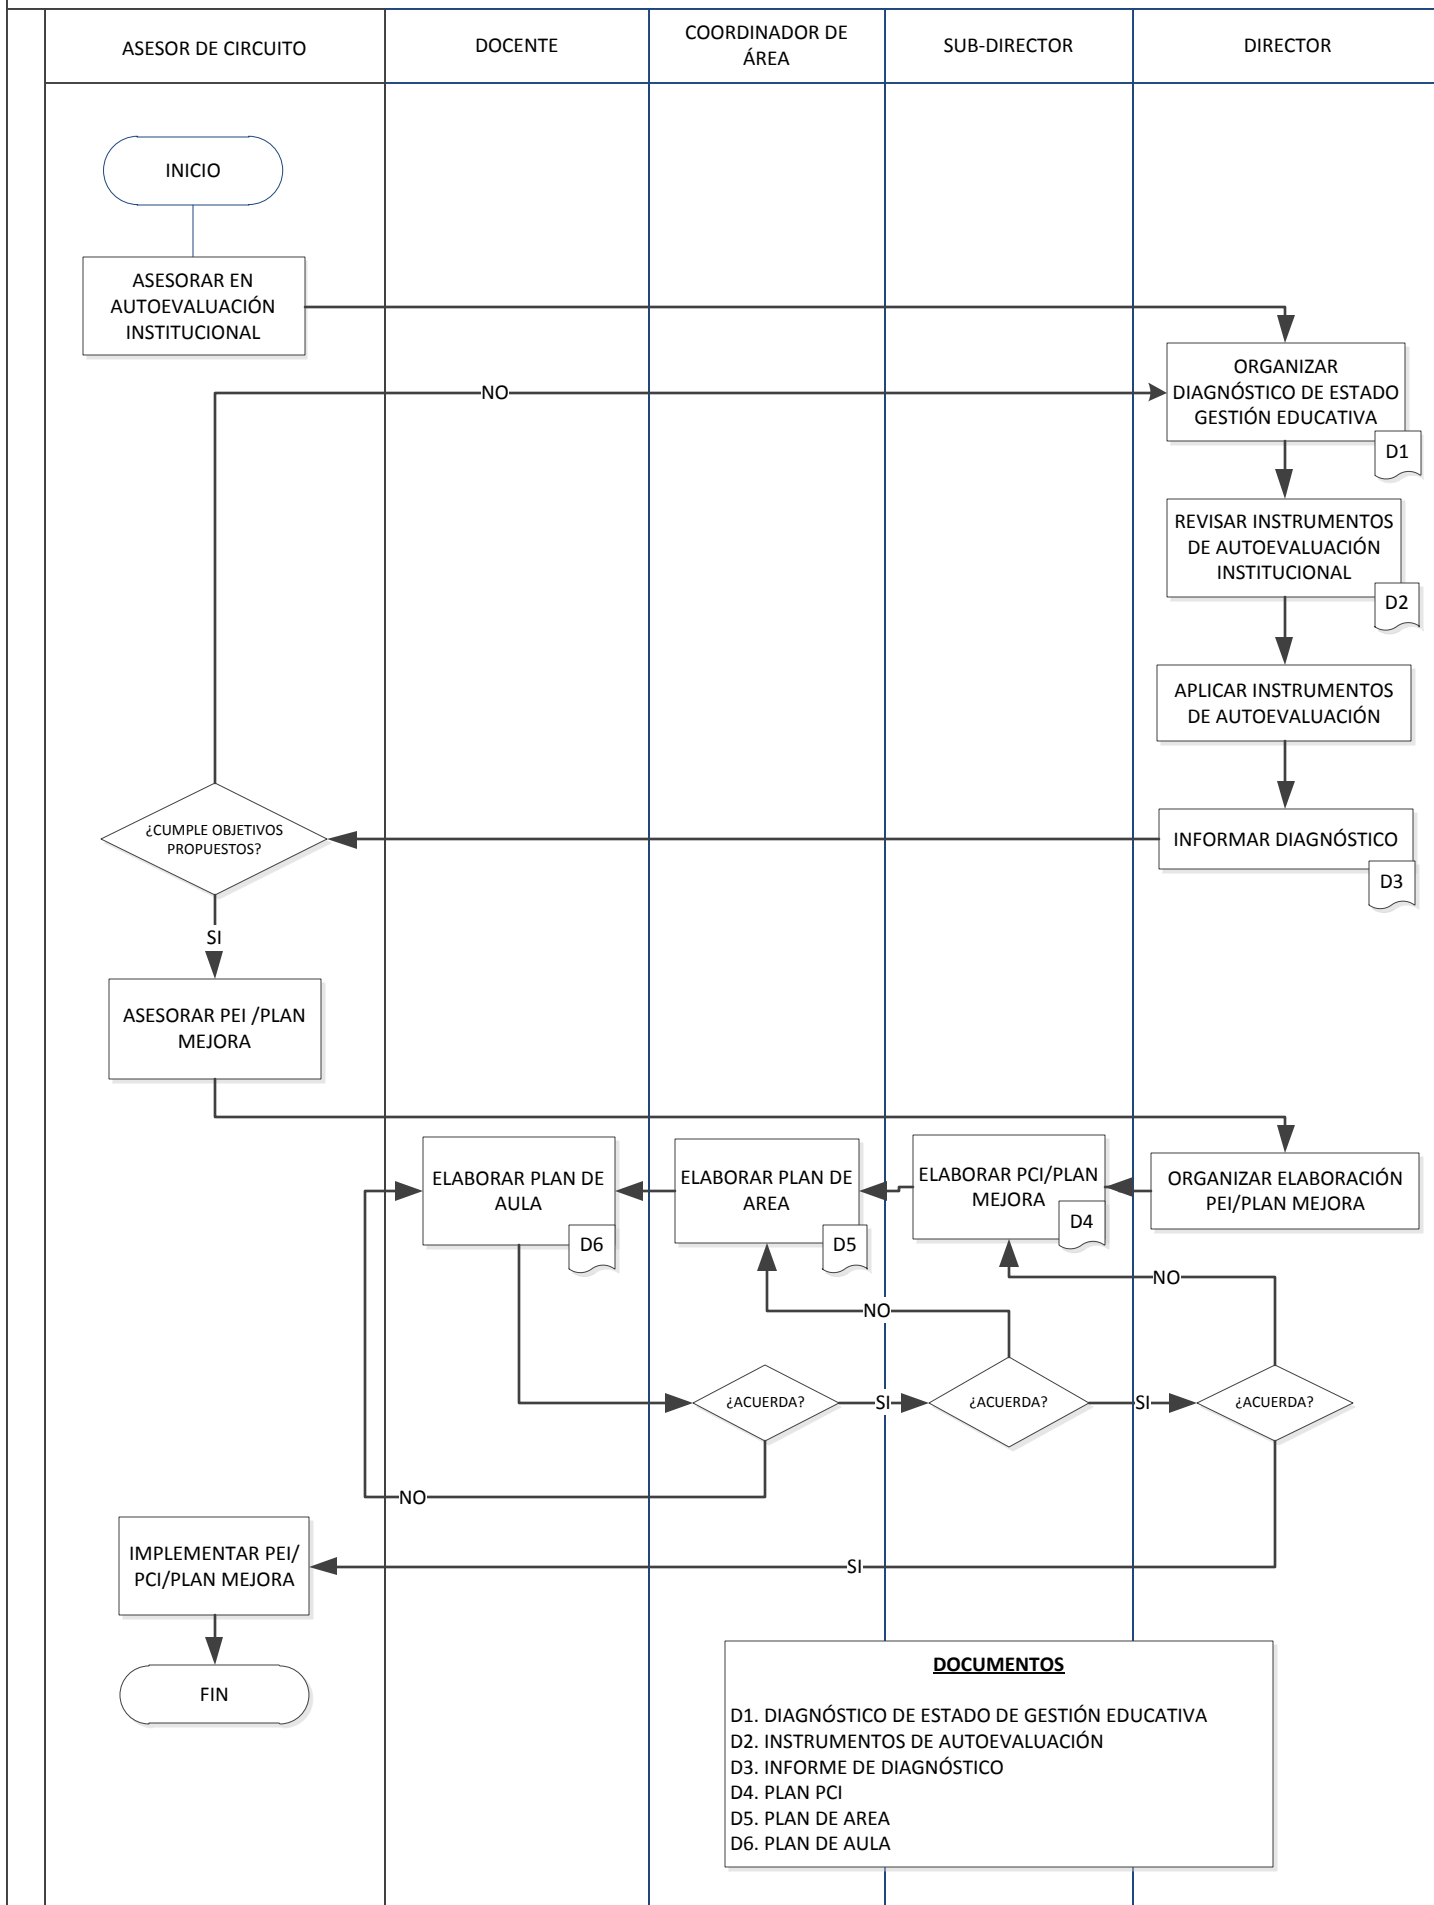 ASESOR DE CIRCUITO
DOCENTE
COORDINADOR DE
ÁREA
SUB-DIRECTOR
DIRECTOR
INICIO
ASESORAR EN
AUTOEVALUACIÓN
INSTITUCIONAL
ORGANIZAR
DIAGNÓSTICO DE ESTADO
GESTIÓN EDUCATIVA
NO
D1
REVISAR INSTRUMENTOS
DE AUTOEVALUACIÓN
INSTITUCIONAL
D2
APLICAR INSTRUMENTOS
DE AUTOEVALUACIÓN
¿CUMPLE OBJETIVOS
PROPUESTOS?
INFORMAR DIAGNÓSTICO
D3
SI
ASESORAR PEI /PLAN
MEJORA
ELABORAR PLAN DE
AULA
D6
ELABORAR PLAN DE
AREA
D5
ELABORAR PCI/PLAN
MEJORA
D4
ORGANIZAR ELABORACIÓN
PEI/PLAN MEJORA
NO
NO
¿ACUERDA?
SI
¿ACUERDA?
SI
¿ACUERDA?
NO
IMPLEMENTAR PEI/
PCI/PLAN MEJORA
SI
FIN
DOCUMENTOS
D1. DIAGNÓSTICO DE ESTADO DE GESTIÓN EDUCATIVA
D2. INSTRUMENTOS DE AUTOEVALUACIÓN
D3. INFORME DE DIAGNÓSTICO
D4. PLAN PCI
D5. PLAN DE AREA
D6. PLAN DE AULA